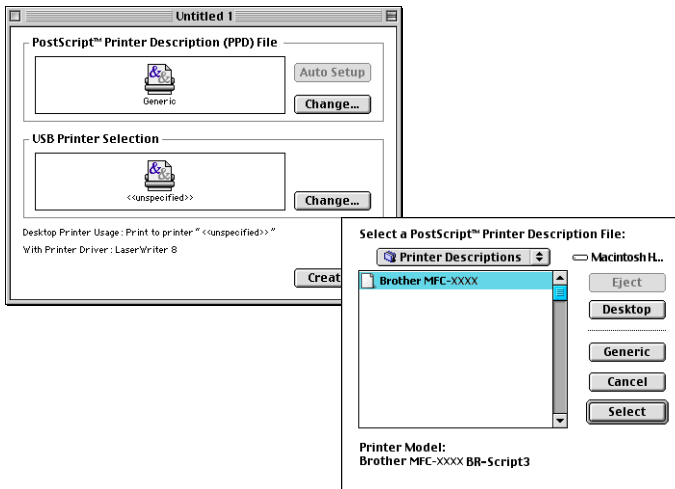 Untitled 1
PostScript™ Printer Description (PPD) File
Generic
Auto Setup
Change...
USB Printer Selection
<<unspecified>>
Change...
Desktop Printer Usage : Print to printer "<<unspecified>>"
With Printer Driver : LaserWriter 8
Creat
Select a PostScript™ Printer Description File:
Printer Descriptions
Macintosh H...
Brother MFC-XXXX
Eject
Desktop
Generic
Cancel
Select
Printer Model:
Brother MFC-XXXX BR-Script3